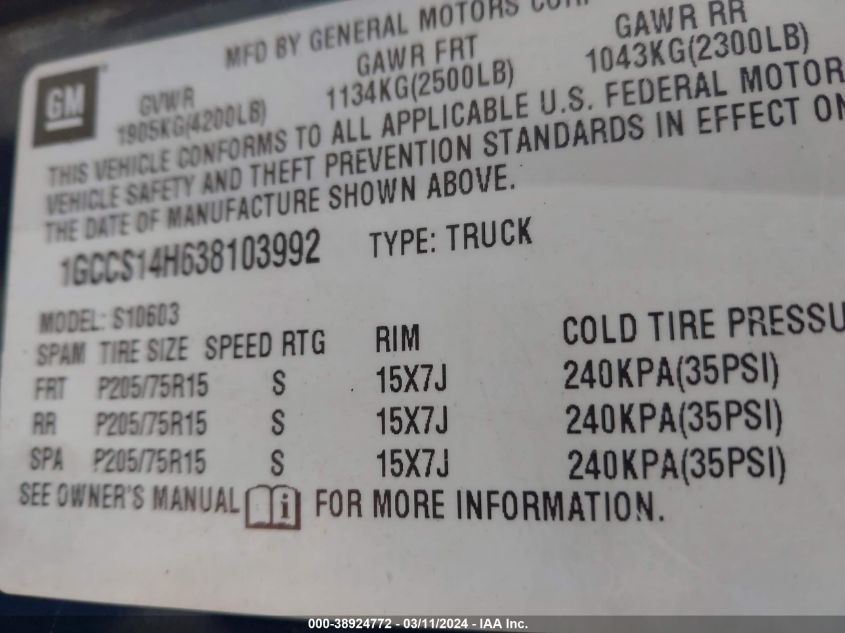 MFD BY GENERAL MOTORS CORP
GM
GVWR GAWR FRT GAWR RR
1905KG(4200LB) 1134KG(2500LB) 1043KG(2300LB)
THIS VEHICLE CONFORMS TO ALL APPLICABLE U.S. FEDERAL MOTOR
VEHICLE SAFETY AND THEFT PREVENTION STANDARDS IN EFFECT ON
THE DATE OF MANUFACTURE SHOWN ABOVE.
1GCCS14H638103992 TYPE: TRUCK
MODEL: S10603
SPAM TIRE SIZE SPEED RTG RIM COLD TIRE PRESSU
FRT P205/75R15 S 15X7J 240KPA(35PSI)
RR P205/75R15 S 15X7J 240KPA(35PSI)
SPA P205/75R15 S 15X7J 240KPA(35PSI)
SEE OWNER'S MANUAL i FOR MORE INFORMATION.
000-38924772 - 03/11/2024 - IAA Inc.